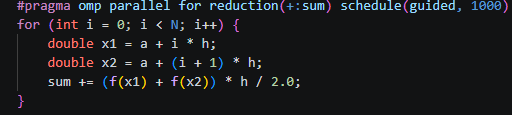 #pragma omp parallel for reduction(+:sum) schedule(guided, 1000)
for (int i = 0; i < N; i++) {
    double x1 = a + i * h;
    double x2 = a + (i + 1) * h;
    sum += (f(x1) + f(x2)) * h / 2.0;
}